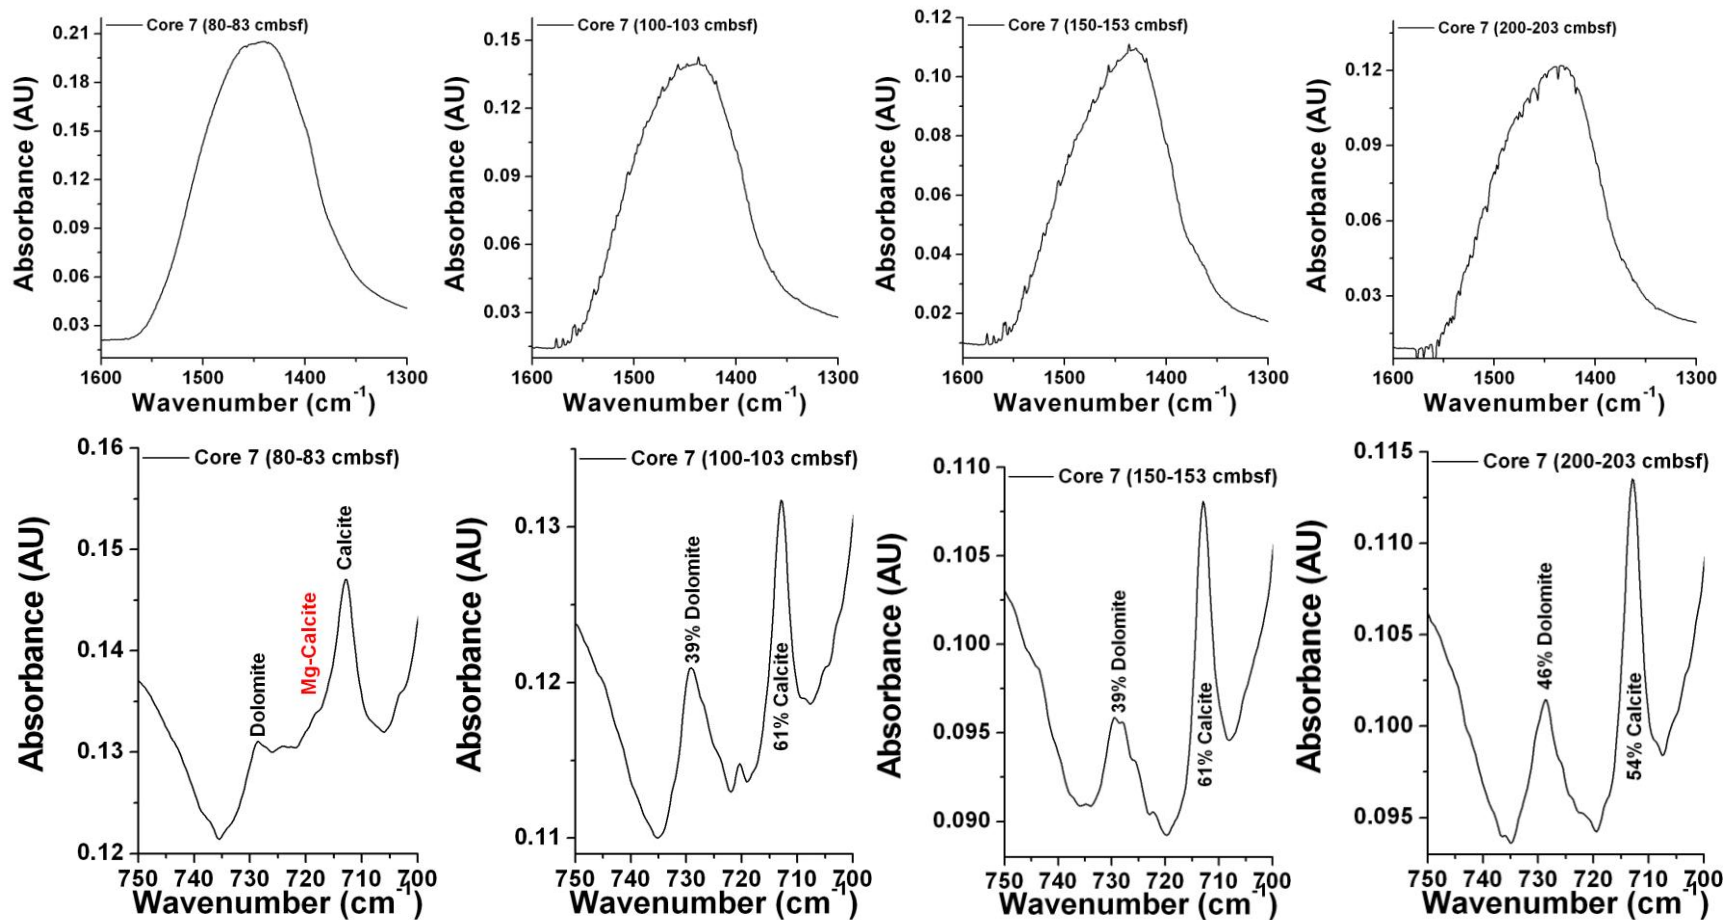 Core 7 (80-83 cmbsf)
0.21
0.18
0.15
0.12
0.09
0.06
0.03
1600
1500
1400
1300
Absorbance (AU)
Wavenumber (cm⁻¹)
Core 7 (100-103 cmbsf)
0.15
0.12
0.09
0.06
0.03
1600
1500
1400
1300
Absorbance (AU)
Wavenumber (cm⁻¹)
Core 7 (150-153 cmbsf)
0.12
0.10
0.08
0.06
0.04
0.02
1600
1500
1400
1300
Absorbance (AU)
Wavenumber (cm⁻¹)
Core 7 (200-203 cmbsf)
0.12
0.09
0.06
0.03
1600
1500
1400
1300
Absorbance (AU)
Wavenumber (cm⁻¹)
Core 7 (80-83 cmbsf)
0.16
0.15
0.14
0.13
0.12
Dolomite
Mg-Calcite
Calcite
750
740
730
720
710
700
Absorbance (AU)
Wavenumber (cm⁻¹)
Core 7 (100-103 cmbsf)
0.13
0.12
0.11
39% Dolomite
61% Calcite
750
740
730
720
710
700
Absorbance (AU)
Wavenumber (cm⁻¹)
Core 7 (150-153 cmbsf)
0.110
0.105
0.100
0.095
0.090
39% Dolomite
61% Calcite
750
740
730
720
710
700
Absorbance (AU)
Wavenumber (cm⁻¹)
Core 7 (200-203 cmbsf)
0.115
0.110
0.105
0.100
0.095
46% Dolomite
54% Calcite
750
740
730
720
710
700
Absorbance (AU)
Wavenumber (cm⁻¹)